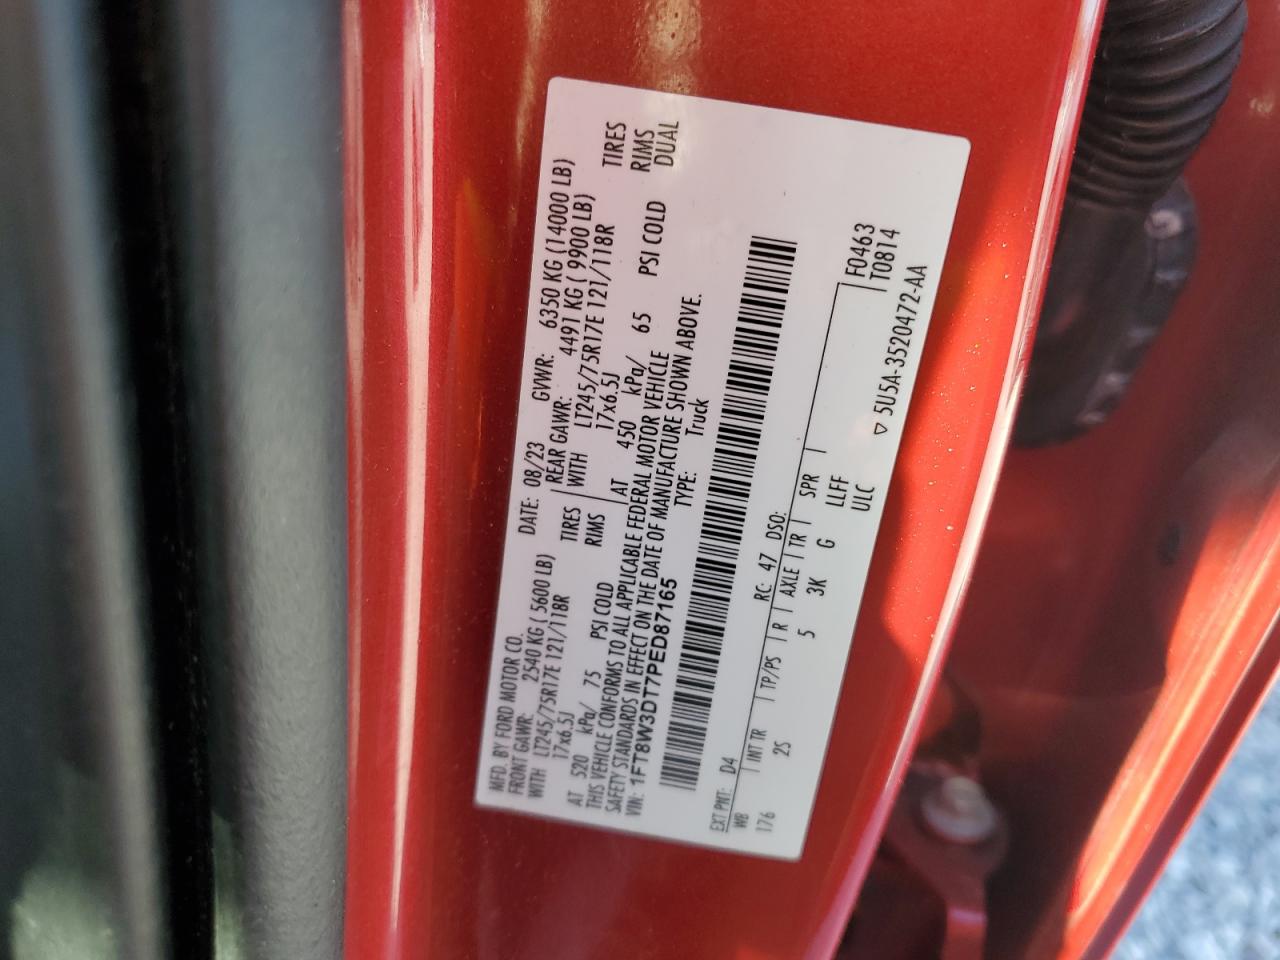 MFD. BY FORD MOTOR CO.
DATE: 08/23 GVWR: 6350 KG (14000 LB)
FRONT GAWR: 2540 KG ( 5600 LB) REAR GAWR: 4491 KG ( 9900 LB)
WITH LT245/75R17E 121/118R TIRES WITH LT245/75R17E 121/118R TIRES
17x6.5J RIMS 17x6.5J RIMS
AT 520 kPa/ 75 PSI COLD AT 450 kPa/ 65 PSI COLD DUAL
THIS VEHICLE CONFORMS TO ALL APPLICABLE FEDERAL MOTOR VEHICLE
SAFETY STANDARDS IN EFFECT ON THE DATE OF MANUFACTURE SHOWN ABOVE.
VIN: 1FT8W3DT7PED87165 TYPE: Truck
EXT PNT: D4 RC: 47 DSO:
WB INT TR TP/PS R AXLE TR SPR F0463
176 2S 5 3K G LLFF T0814
ULC
▽ 5U5A-3520472-AA